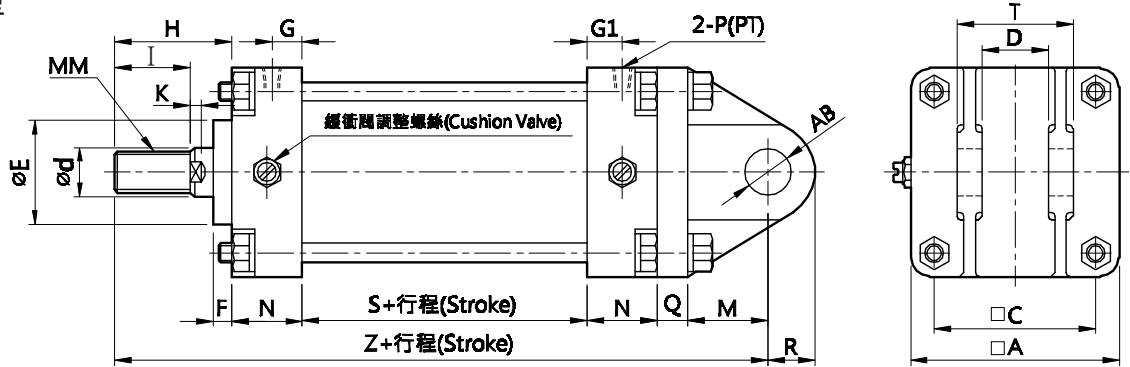 H
G
G1
2-P(PT)
T
D
I
MM
K
緩衝閥調整螺絲(Cushion Valve)
AB
øE
ød
F
N
S+行程(Stroke)
N
Q
M
□C
Z+行程(Stroke)
R
□A